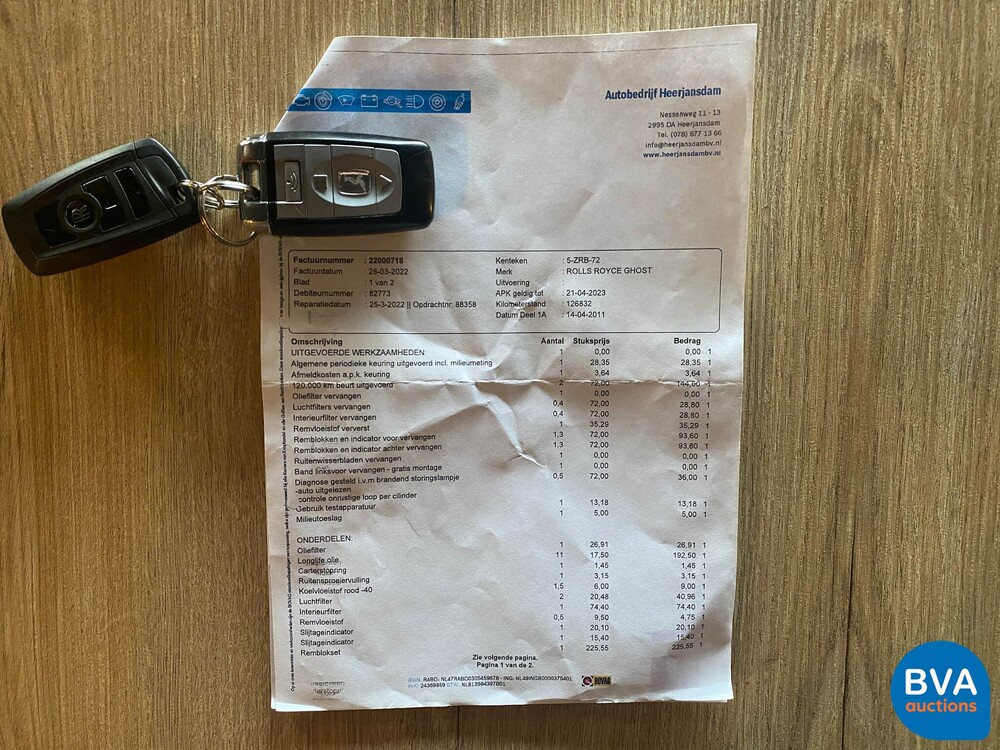 Autobedrijf Heerjansdam
Nessenweg 11 - 13
2995 DA Heerjansdam
Tel. (078) 677 13 66
info@heerjansdambv.nl
www.heerjansdambv.nl
Factuurnummer : 22000718 Kenteken : 5-ZRB-72
Factuurdatum : 28-03-2022 Merk : ROLLS ROYCE GHOST
Blad : 1 van 2 Uitvoering :
Debiteurnummer : 82773 APK geldig tot : 21-04-2023
Reparatiedatum : 25-3-2022 || Opdrachtnr: 88358 Kilometerstand : 126832
Datum Deel 1A : 14-04-2011
Omschrijving Aantal Stuksprijs Bedrag
UITGEVOERDE WERKZAAMHEDEN: 1 0,00 0,00 1
Algemene periodieke keuring uitgevoerd incl. milieumeting 1 28,35 28,35 1
Afmeldkosten a.p.k. keuring 1 3,64 3,64 1
120.000 km beurt uitgevoerd 2 72,00 144,00 1
Oliefilter vervangen 1 0,00 0,00 1
Luchtfilters vervangen 0,4 72,00 28,80 1
Interieurfilter vervangen 0,4 72,00 28,80 1
Remvloeistof ververst 1 35,29 35,29 1
Remblokken en indicator voor vervangen 1,3 72,00 93,60 1
Remblokken en indicator achter vervangen 1,3 72,00 93,60 1
Ruitenwisserbladen vervangen 1 0,00 0,00 1
Band linksvoor vervangen - gratis montage 1 0,00 0,00 1
Diagnose gesteld i.v.m brandend storingslampje 0,5 72,00 36,00 1
-auto uitgelezen
controle onrustige loop per cilinder
Gebruik testapparatuur 1 13,18 13,18 1
Milieutoeslag 1 5,00 5,00 1
ONDERDELEN:
Oliefilter 1 26,91 26,91 1
Longlife olie 11 17,50 192,50 1
Carterstopring 1 1,45 1,45 1
Ruitensproeiervulling 1 3,15 3,15 1
Koelvloeistof rood -40 1,5 6,00 9,00 1
Luchtfilter 2 20,48 40,96 1
Interieurfilter 1 74,40 74,40 1
Remvloeistof 0,5 9,50 4,75 1
Slijtageindicator 1 20,10 20,10 1
Slijtageindicator 1 15,40 15,40 1
Remblokset 1 225,55 225,55 1
Zie volgende pagina.
Pagina 1 van de 2.
BOVAG
BVA
auctions